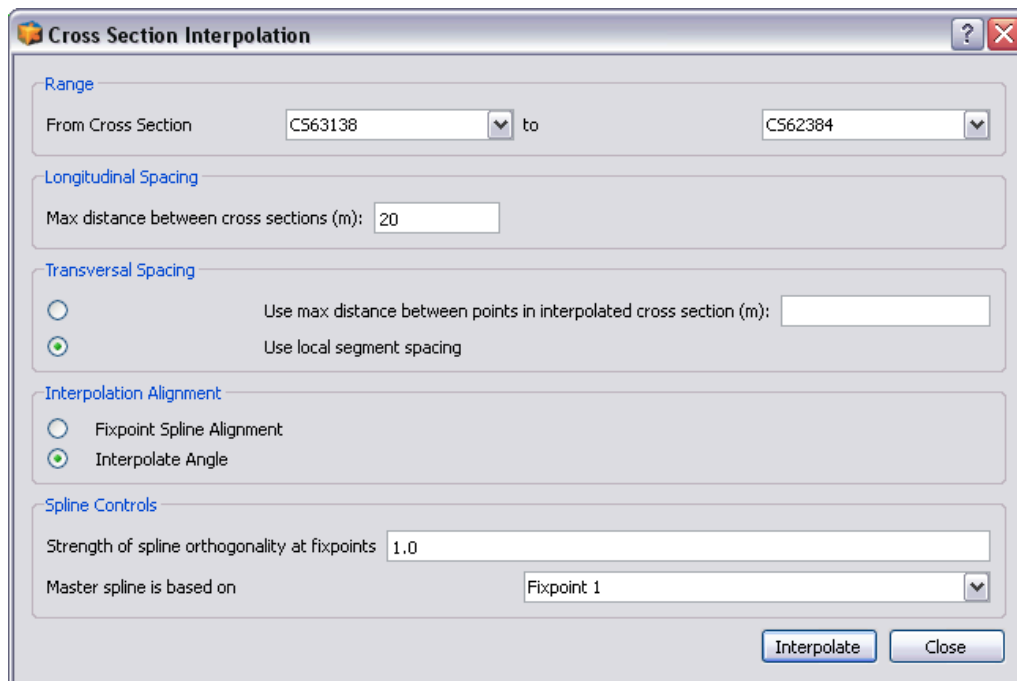 Cross Section Interpolation
?
Range
From Cross Section CS63138 to CS62384
Longitudinal Spacing
Max distance between cross sections (m): 20
Transversal Spacing
Use max distance between points in interpolated cross section (m):
Use local segment spacing
Interpolation Alignment
Fixpoint Spline Alignment
Interpolate Angle
Spline Controls
Strength of spline orthogonality at fixpoints 1.0
Master spline is based on Fixpoint 1
Interpolate Close